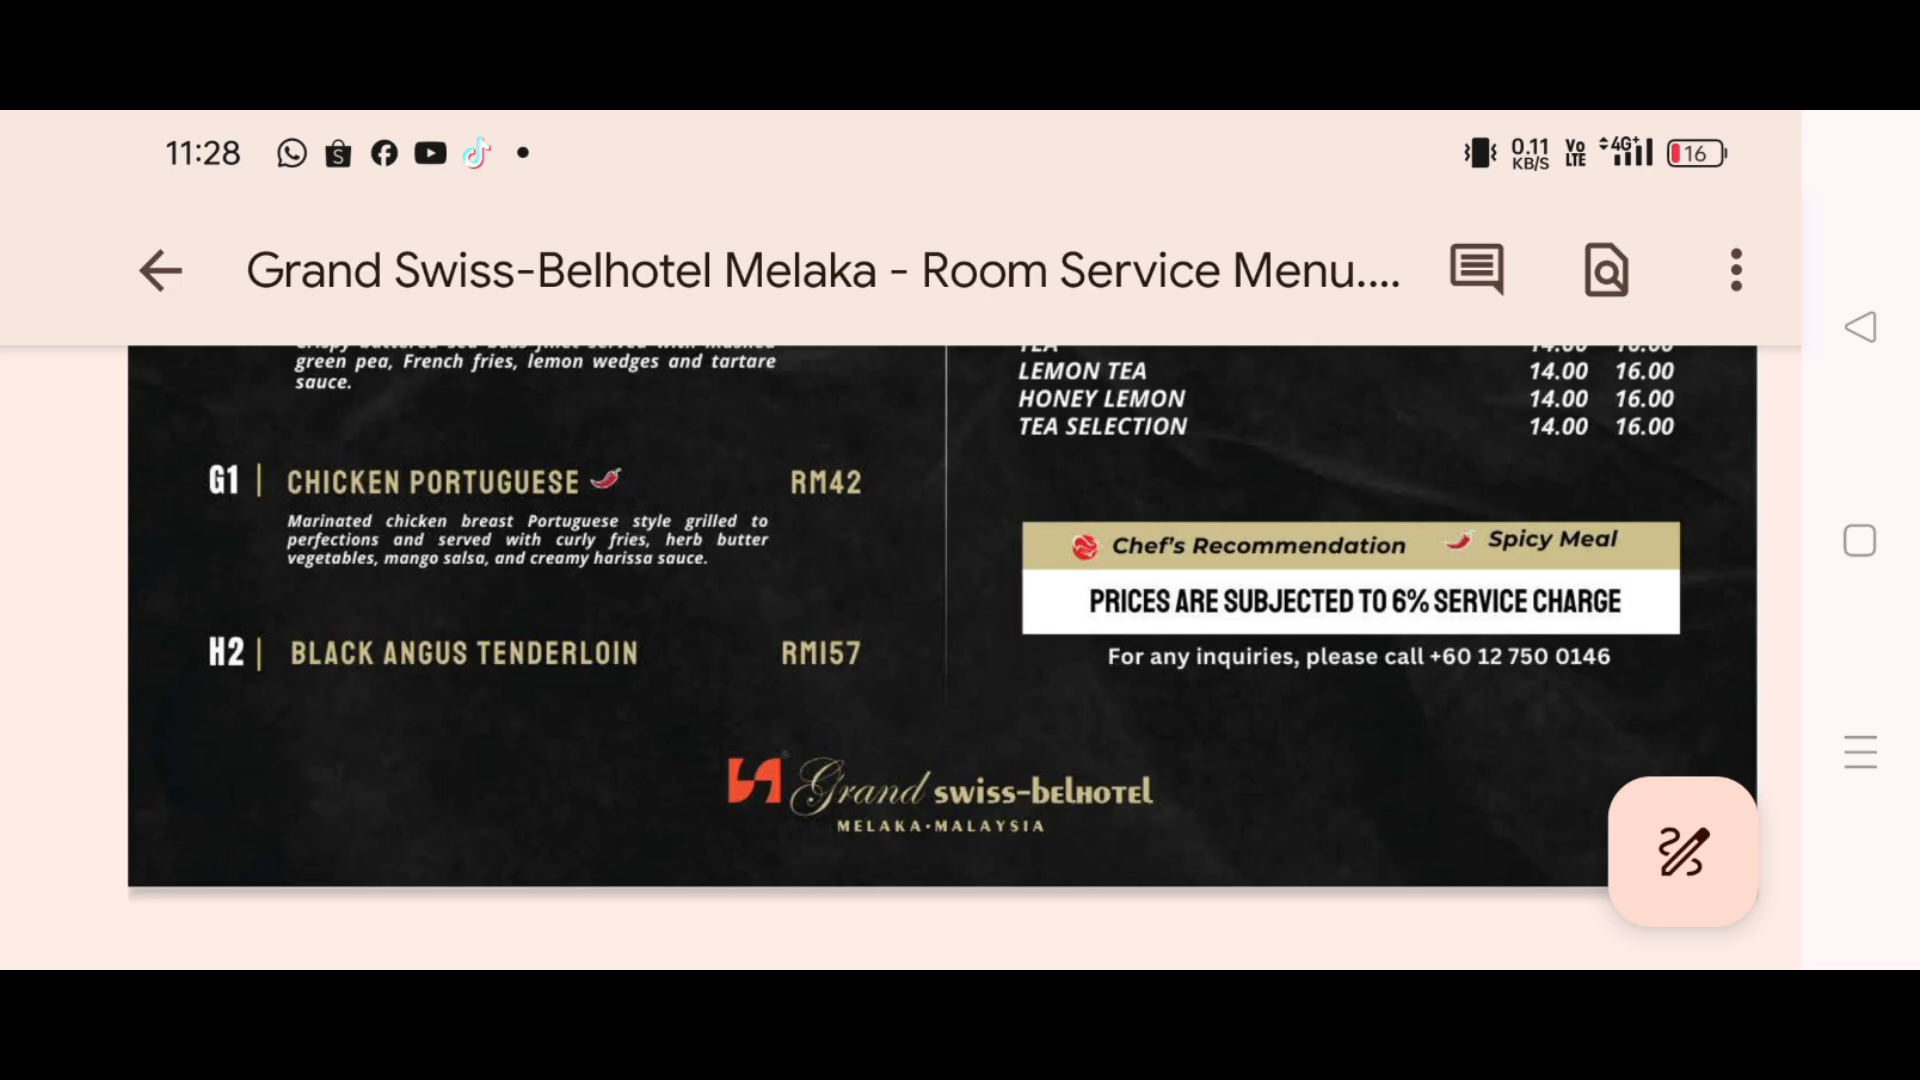 11:28
0.11
KB/S
Vo
LTE
4G+
16
Grand Swiss-Belhotel Melaka - Room Service Menu....
green pea, French fries, lemon wedges and tartare
sauce.
G1 | CHICKEN PORTUGUESE RM42
Marinated chicken breast Portuguese style grilled to
perfections and served with curly fries, herb butter
vegetables, mango salsa, and creamy harissa sauce.
H2 | BLACK ANGUS TENDERLOIN RM157
TEA 14.00 16.00
LEMON TEA 14.00 16.00
HONEY LEMON 14.00 16.00
TEA SELECTION 14.00 16.00
Chef's Recommendation Spicy Meal
PRICES ARE SUBJECTED TO 6% SERVICE CHARGE
For any inquiries, please call +60 12 750 0146
Grand swiss-belhotel
MELAKA•MALAYSIA